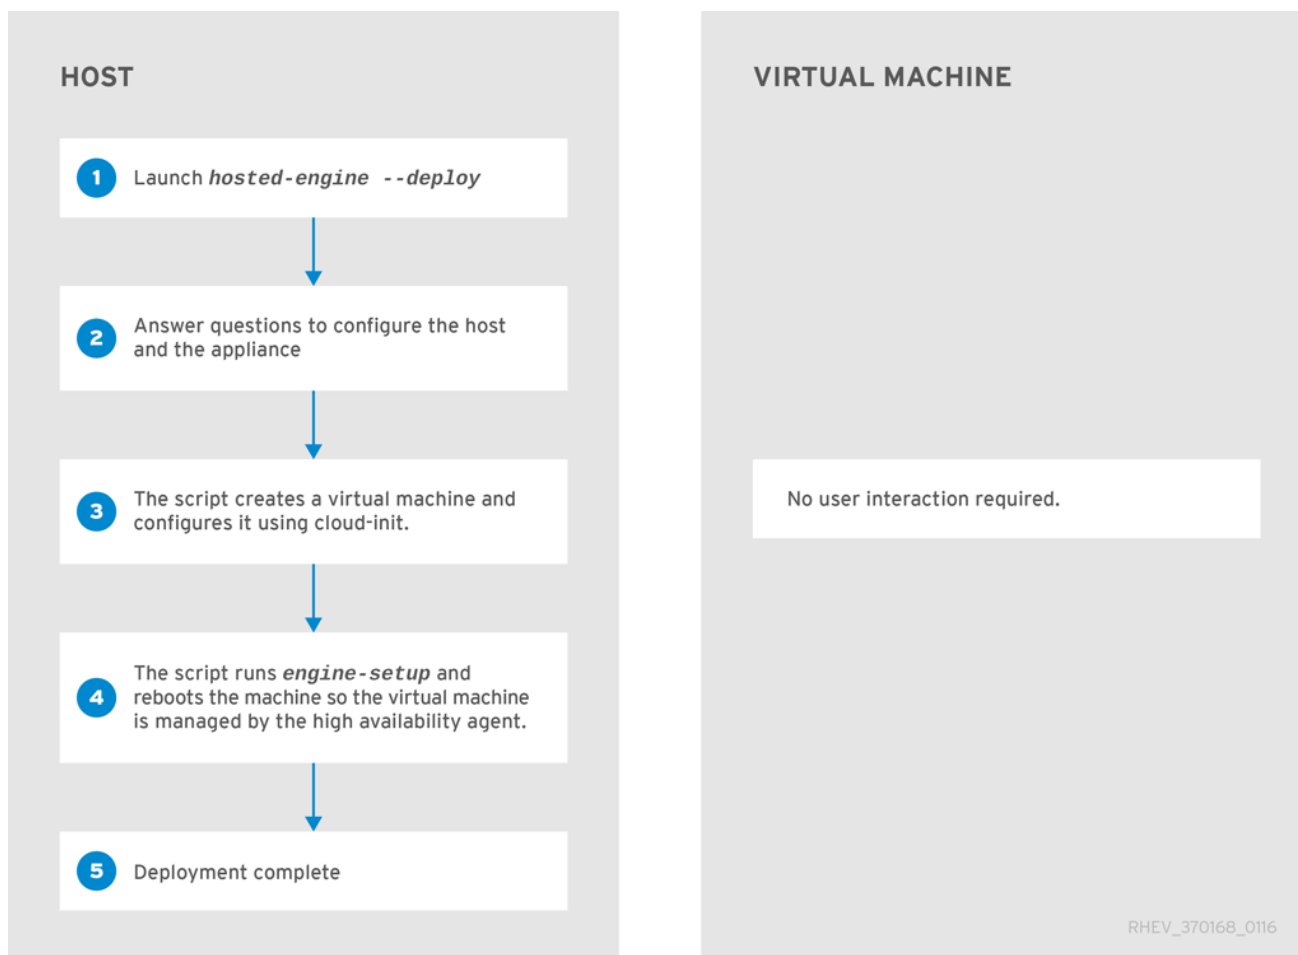 HOST
1
Launch hosted-engine --deploy
2
Answer questions to configure the host
and the appliance
3
The script creates a virtual machine and
configures it using cloud-init.
4
The script runs engine-setup and
reboots the machine so the virtual machine
is managed by the high availability agent.
5
Deployment complete
VIRTUAL MACHINE
No user interaction required.
RHEV_370168_0116